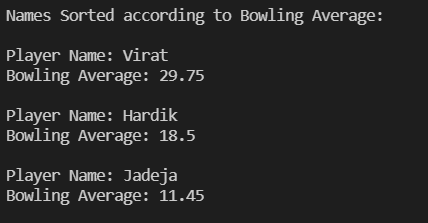 Names Sorted according to Bowling Average:
Player Name: Virat
Bowling Average: 29.75
Player Name: Hardik
Bowling Average: 18.5
Player Name: Jadeja
Bowling Average: 11.45